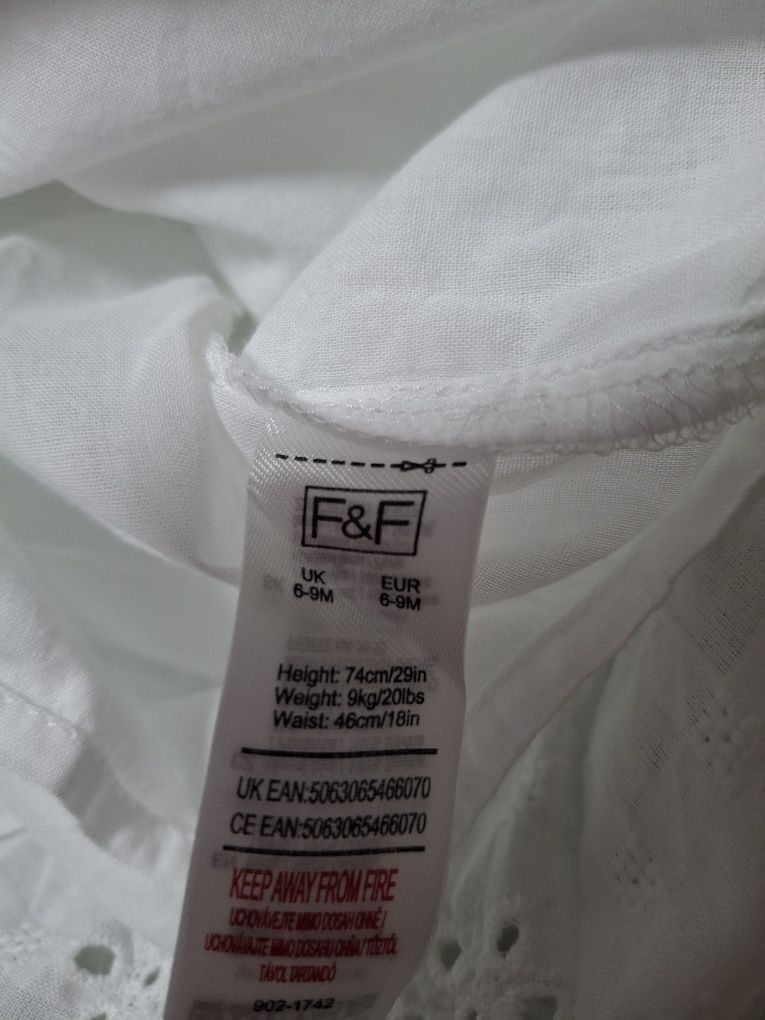 F&F
UK EUR
6-9M 6-9M
Height: 74cm/29in
Weight: 9kg/20lbs
Waist: 46cm/18in
UK EAN:5063065466070
CE EAN:5063065466070
KEEP AWAY FROM FIRE
UCHOVÁVEJTE MIMO DOSAH OHNĚ /
UCHOVÁVAJTE MIMO DOSAHU OHŇA / TŰZTŐL
TÁVOL TARTANDÓ
902-1742